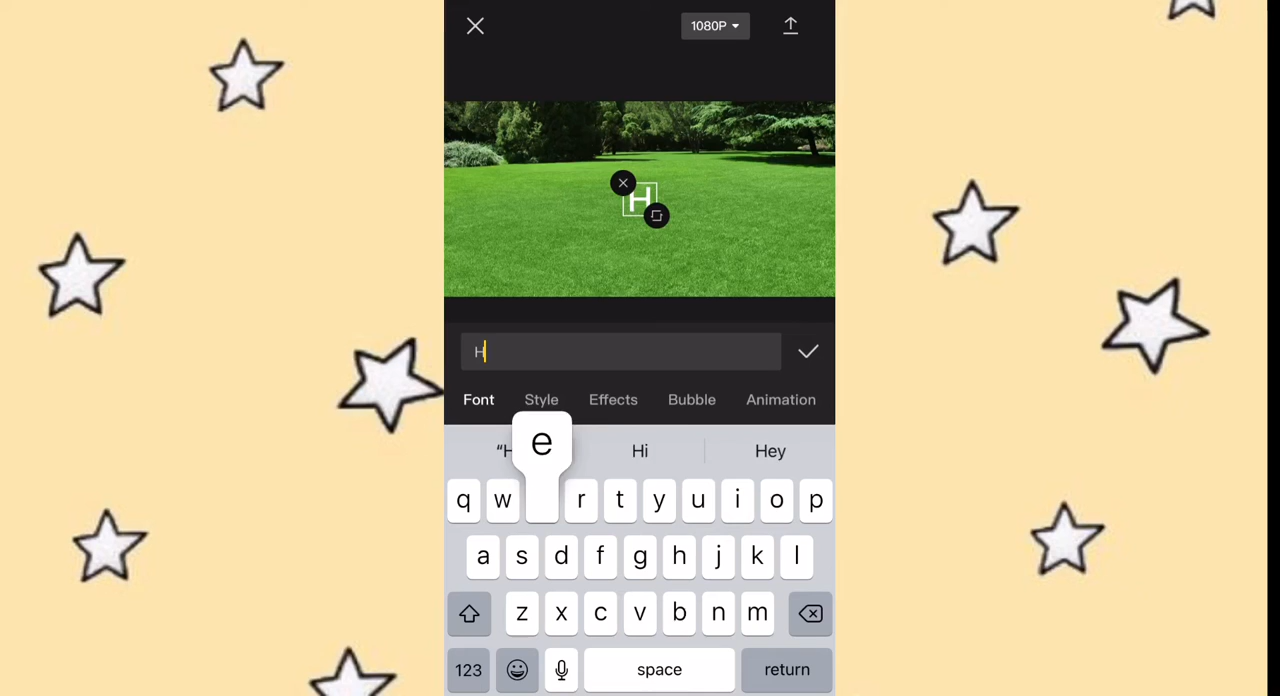 1080P
H
H
Font Style Effects Bubble Animation
e
“H Hi Hey
q w r t y u i o p
a s d f g h j k l
z x c v b n m
123 space return